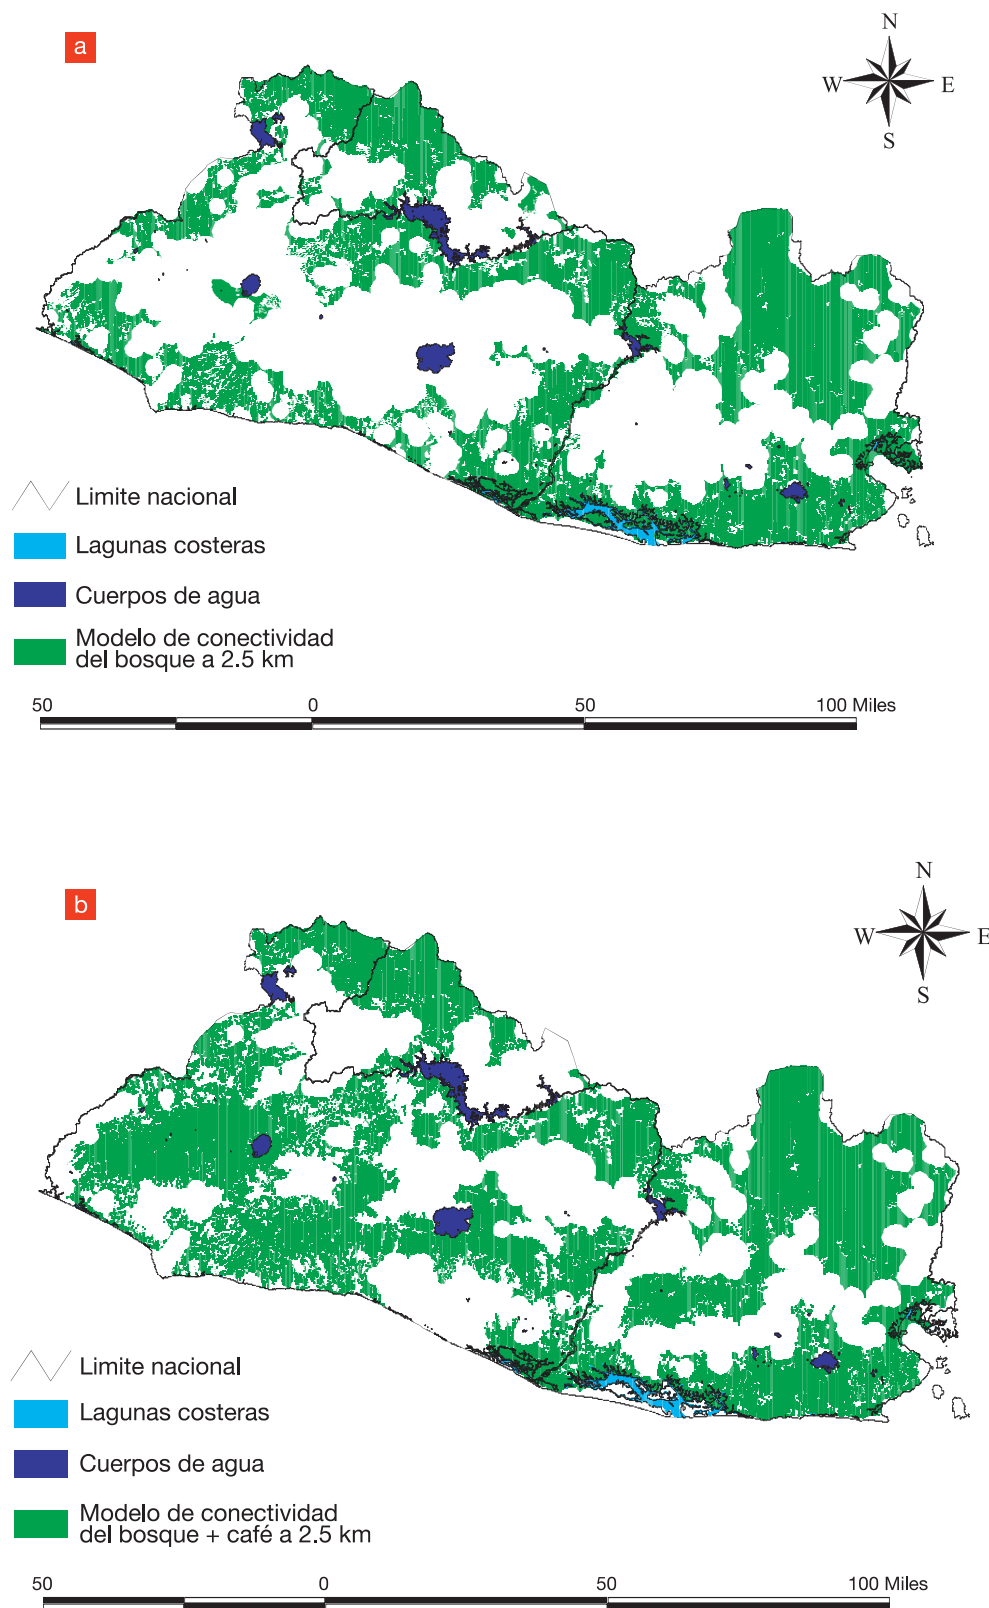 a
N
W E
S
Limite nacional
Lagunas costeras
Cuerpos de agua
Modelo de conectividad
del bosque a 2.5 km
50 0 50 100 Miles
b
N
W E
S
Limite nacional
Lagunas costeras
Cuerpos de agua
Modelo de conectividad
del bosque + café a 2.5 km
50 0 50 100 Miles